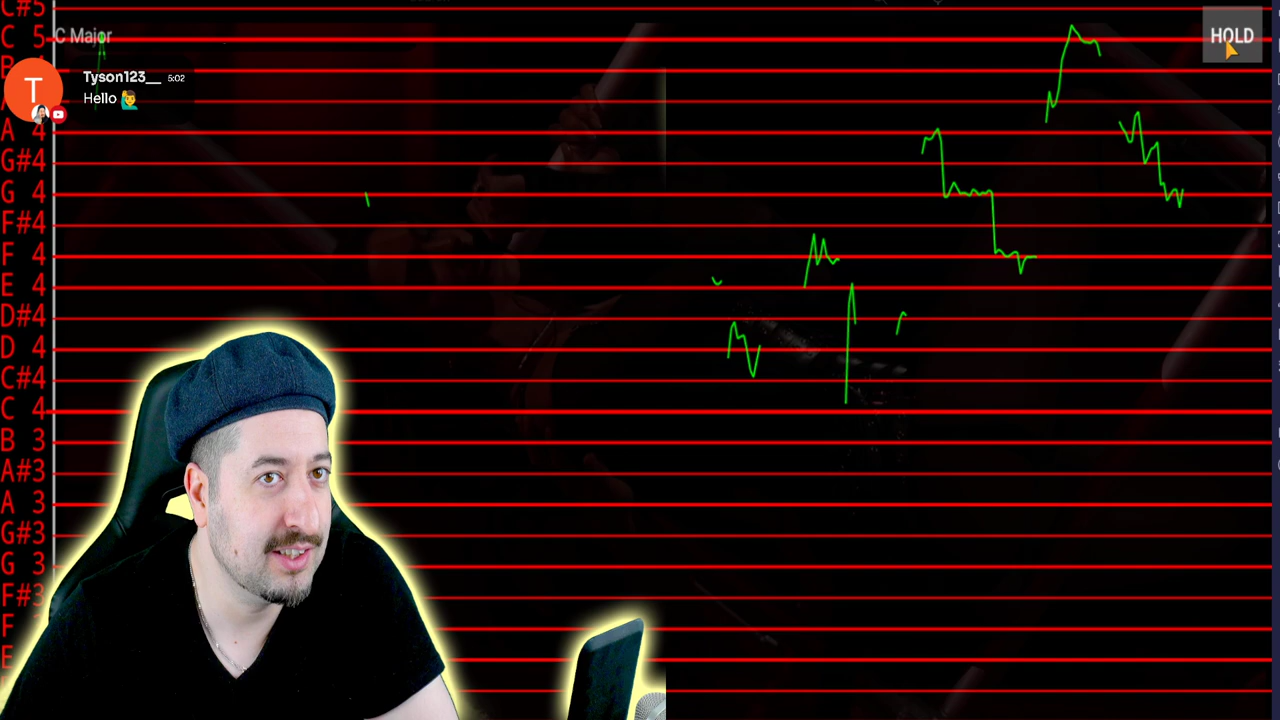 C#5
C 5
C Major
HOLD
B
T
Tyson123__ 5:02
Hello 🙋‍♂️
A 4
G#4
G 4
F#4
F 4
E 4
D#4
D 4
C#4
C 4
B 3
A#3
A 3
G#3
G 3
F#3
F
E